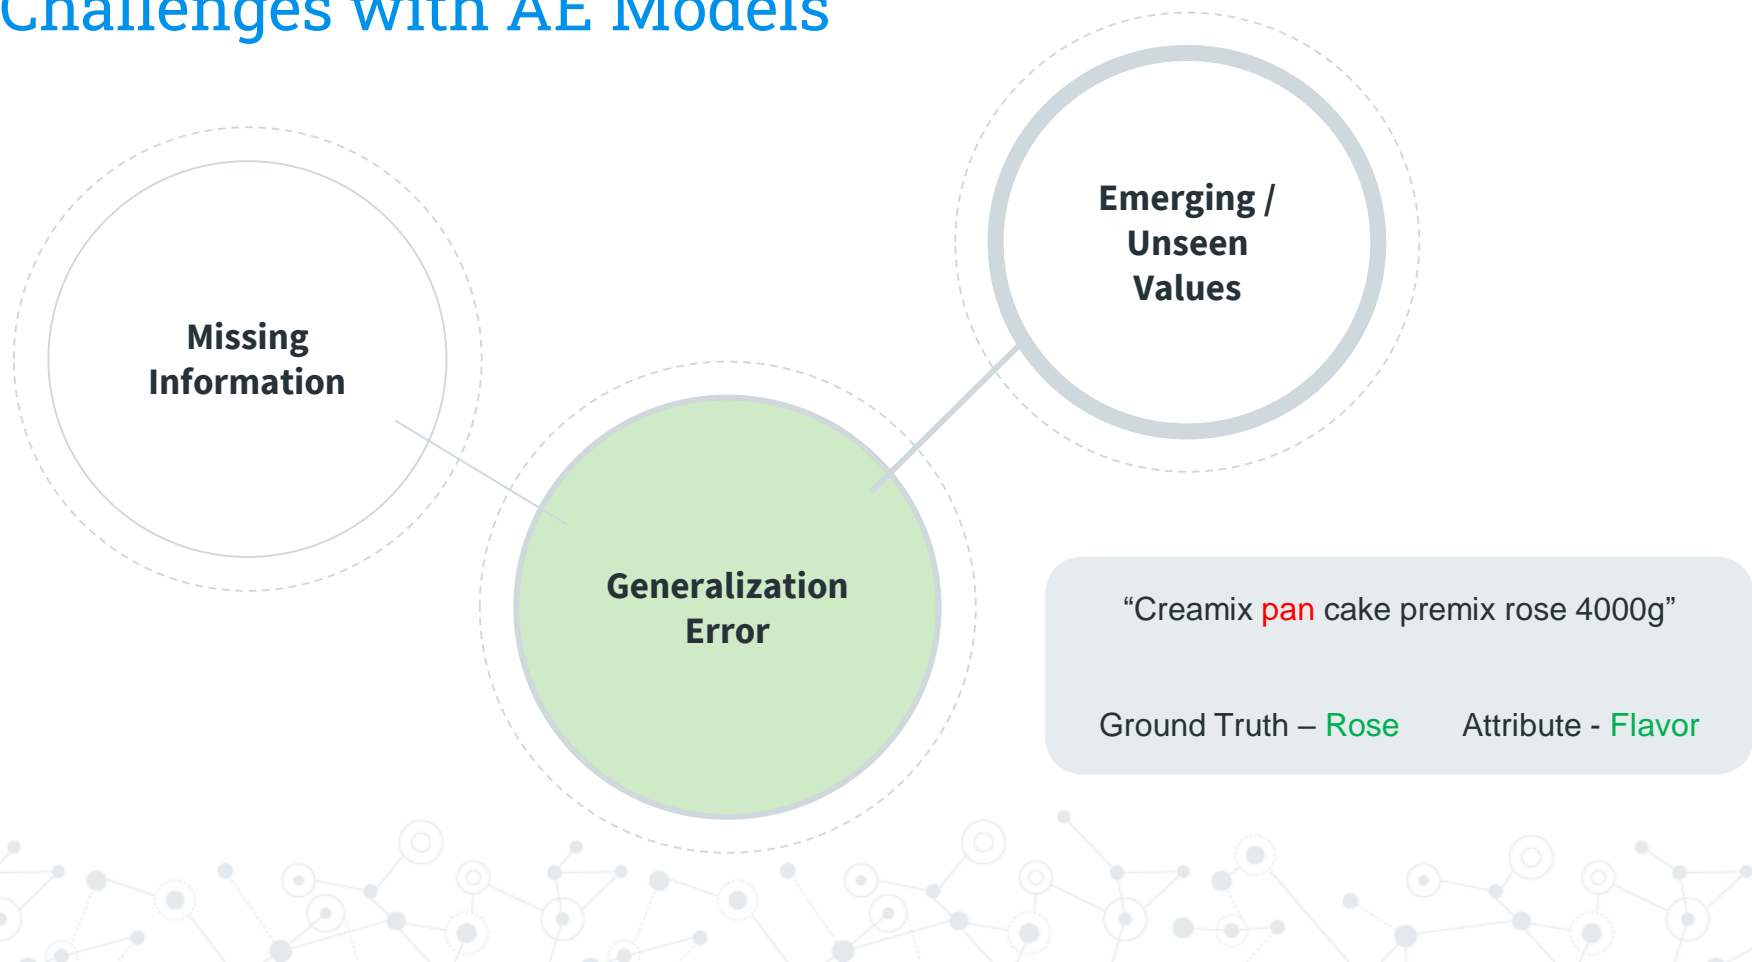 Challenges with AE Models
Missing
Information
Generalization
Error
Emerging /
Unseen
Values
“Creamix pan cake premix rose 4000g”
Ground Truth – Rose Attribute - Flavor